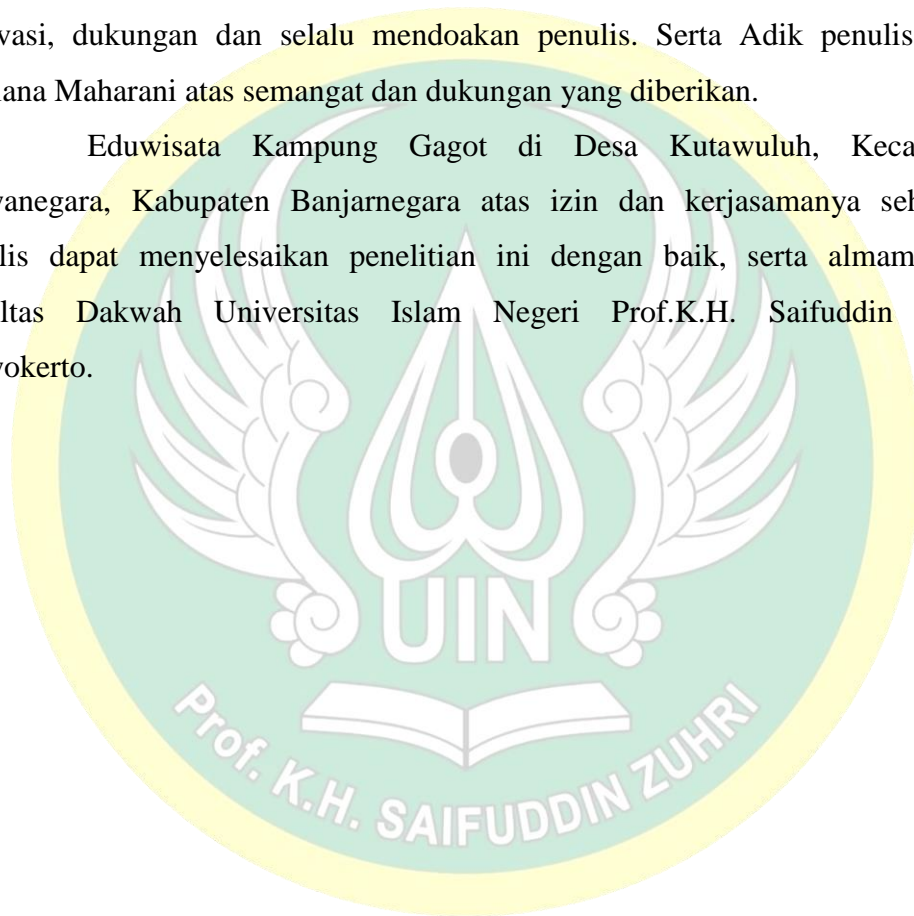 vasi, dukungan dan selalu mendoakan penulis. Serta Adik penulis
ana Maharani atas semangat dan dukungan yang diberikan.
Eduwisata Kampung Gagot di Desa Kutawuluh, Keca
anegara, Kabupaten Banjarnegara atas izin dan kerjasamanya seh
lis dapat menyelesaikan penelitian ini dengan baik, serta almam
ltas Dakwah Universitas Islam Negeri Prof.K.H. Saifuddin
okerto.
UIN
Prof. K.H. SAIFUDDIN ZUHRI